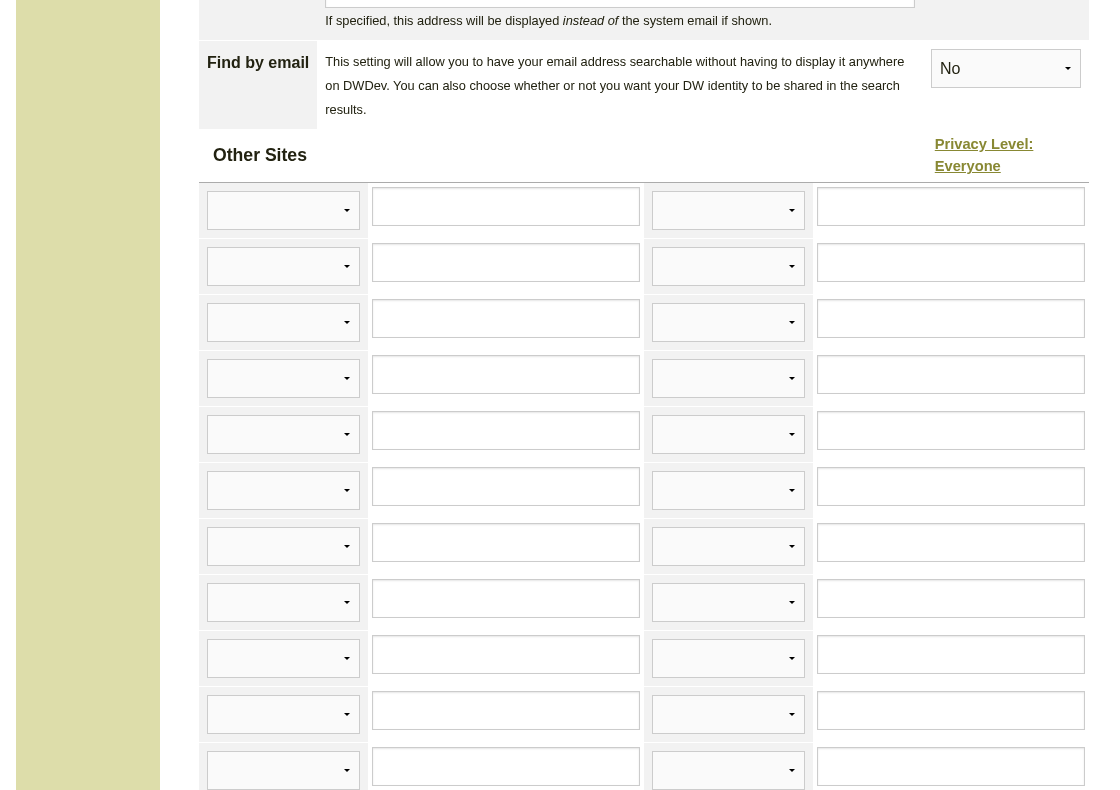 If specified, this address will be displayed instead of the system email if shown.
Find by email
This setting will allow you to have your email address searchable without having to display it anywhere
on DWDev. You can also choose whether or not you want your DW identity to be shared in the search
results.
No
Other Sites
Privacy Level:
Everyone